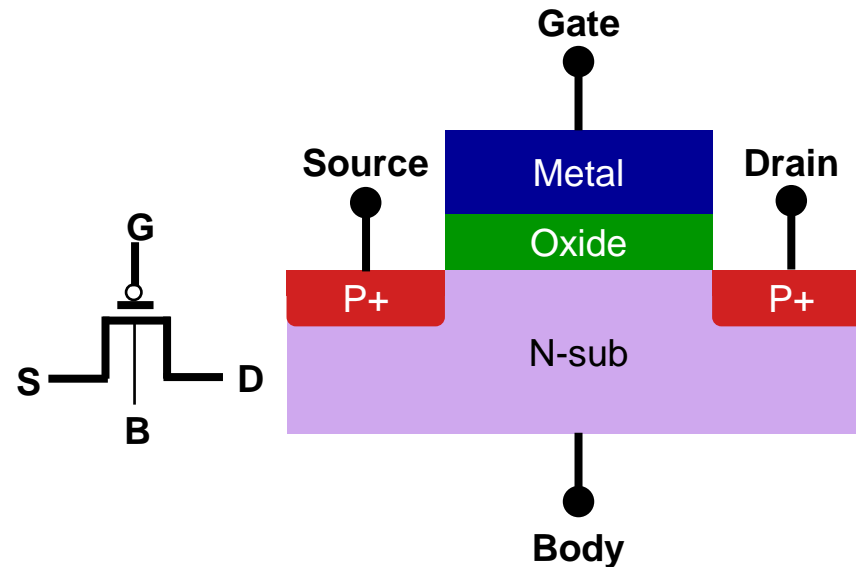 Gate
Source
Metal
Drain
G
Oxide
P+
P+
N-sub
S
D
B
Body